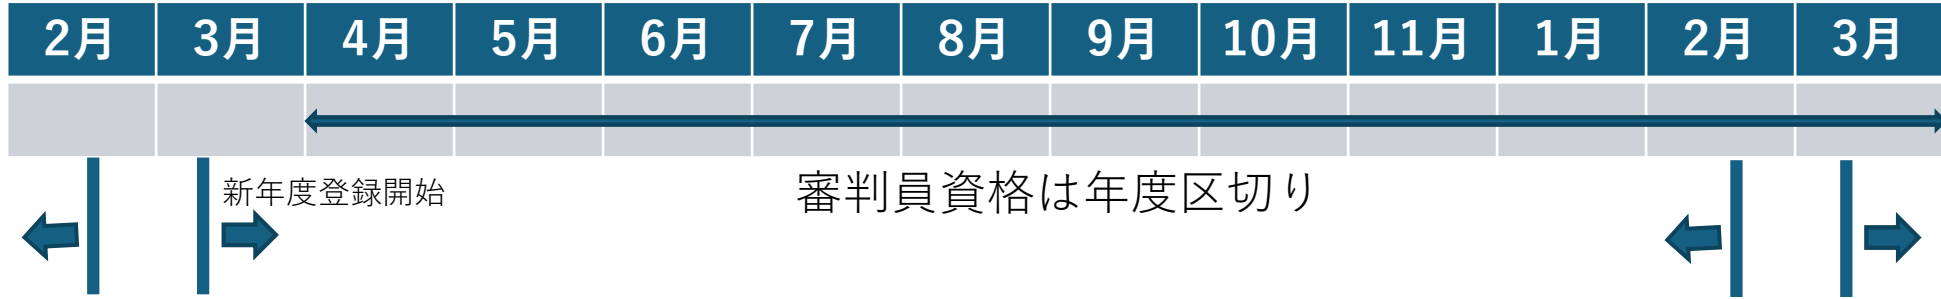 2月 3月 4月 5月 6月 7月 8月 9月 10月 11月 1月 2月 3月
新年度登録開始
審判員資格は年度区切り